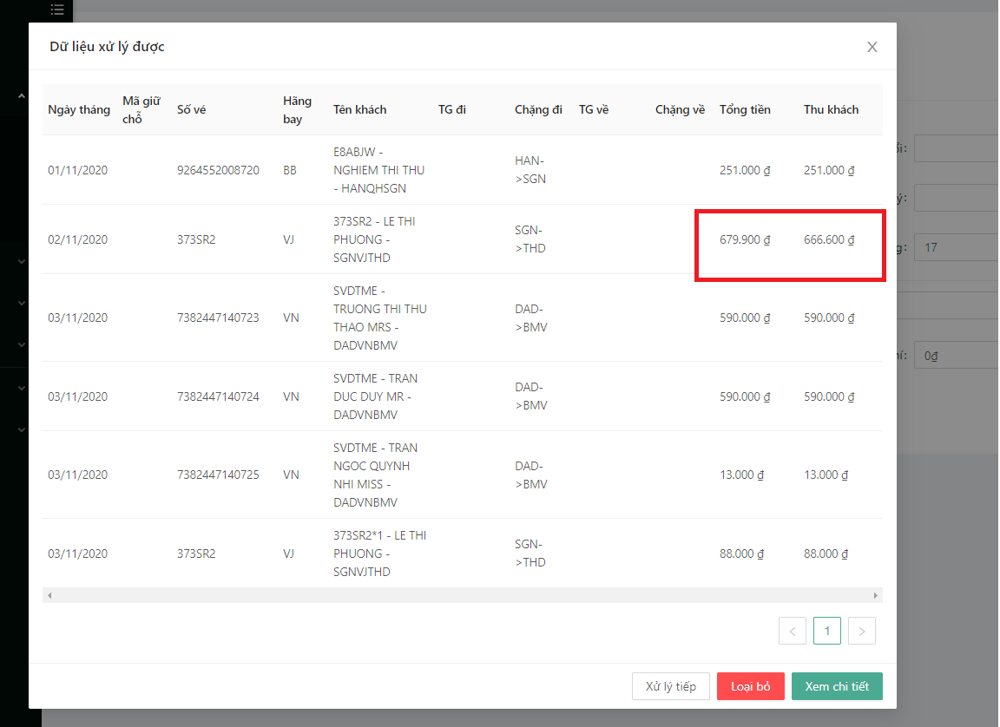 Dữ liệu xử lý được
Ngày tháng
Mã giữ
chỗ
Số vé
Hãng
bay
Tên khách
TG đi
Chặng đi
TG về
Chặng về
Tổng tiền
Thu khách
01/11/2020
9264552008720
BB
E8ABJW -
NGHIEM THI THU
- HANQHSGN
HAN-
>SGN
251.000 ₫
251.000 ₫
02/11/2020
373SR2
VJ
373SR2 - LE THI
PHUONG -
SGNVJTHD
SGN-
>THD
679.900 ₫
666.600 ₫
03/11/2020
7382447140723
VN
SVDTME -
TRUONG THI THU
THAO MRS -
DADVNBMV
DAD-
>BMV
590.000 ₫
590.000 ₫
03/11/2020
7382447140724
VN
SVDTME - TRAN
DUC DUY MR -
DADVNBMV
DAD-
>BMV
590.000 ₫
590.000 ₫
03/11/2020
7382447140725
VN
SVDTME - TRAN
NGOC QUYNH
NHI MISS -
DADVNBMV
DAD-
>BMV
13.000 ₫
13.000 ₫
03/11/2020
373SR2
VJ
373SR2*1 - LE THI
PHUONG -
SGNVJTHD
SGN-
>THD
88.000 ₫
88.000 ₫
1
Xử lý tiếp
Loại bỏ
Xem chi tiết
17
0₫